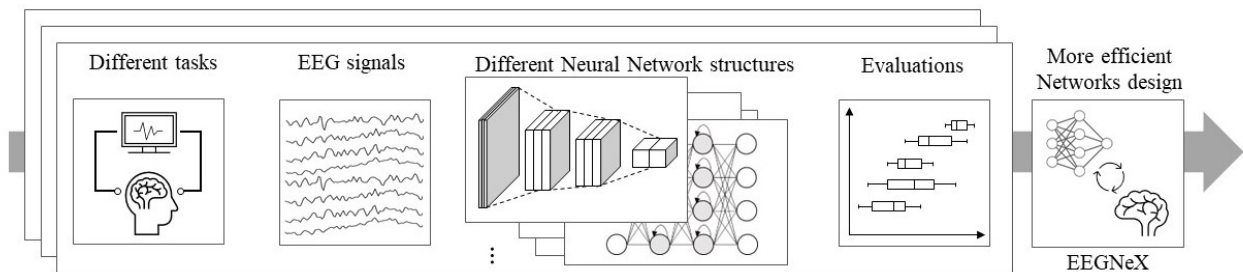 Different tasks
EEG signals
Different Neural Network structures
Evaluations
More efficient
Networks design
EEGNeX